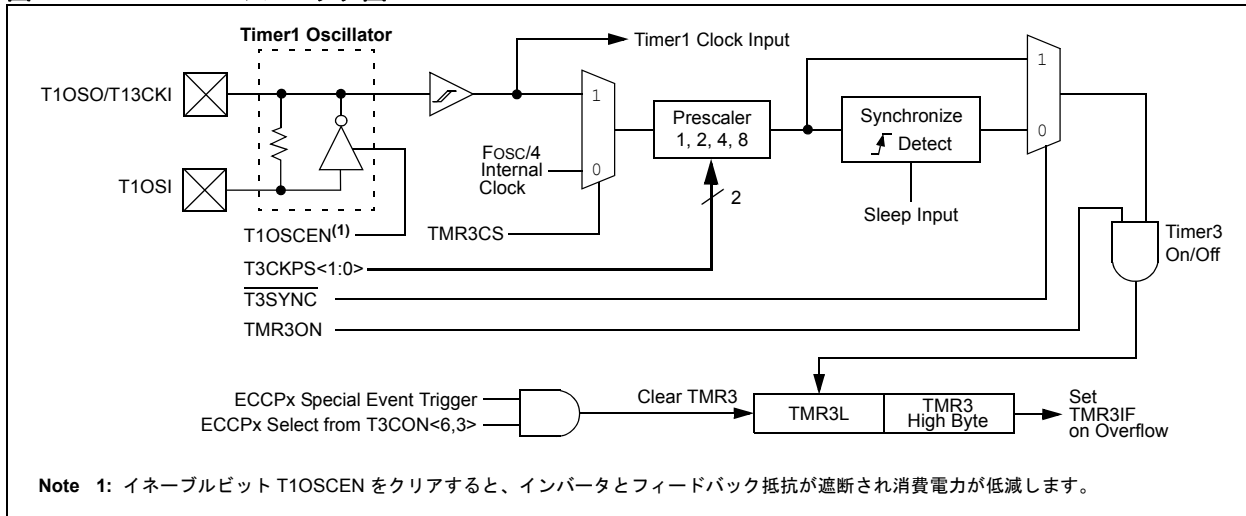 Timer1 Oscillator
Timer1 Clock Input
T1OSO/T13CKI
T1OSI
1
0
FOSC/4
Internal
Clock
Prescaler
1, 2, 4, 8
2
Synchronize
Detect
Sleep Input
1
0
Timer3
On/Off
T1OSCEN(1)
TMR3CS
T3CKPS<1:0>
T3SYNC
TMR3ON
ECCPx Special Event Trigger
ECCPx Select from T3CON<6,3>
Clear TMR3
TMR3L
TMR3
High Byte
Set
TMR3IF
on Overflow
Note 1: イネーブルビット T1OSCEN をクリアすると、インバータとフィードバック抵抗が遮断され消費電力が低減します。